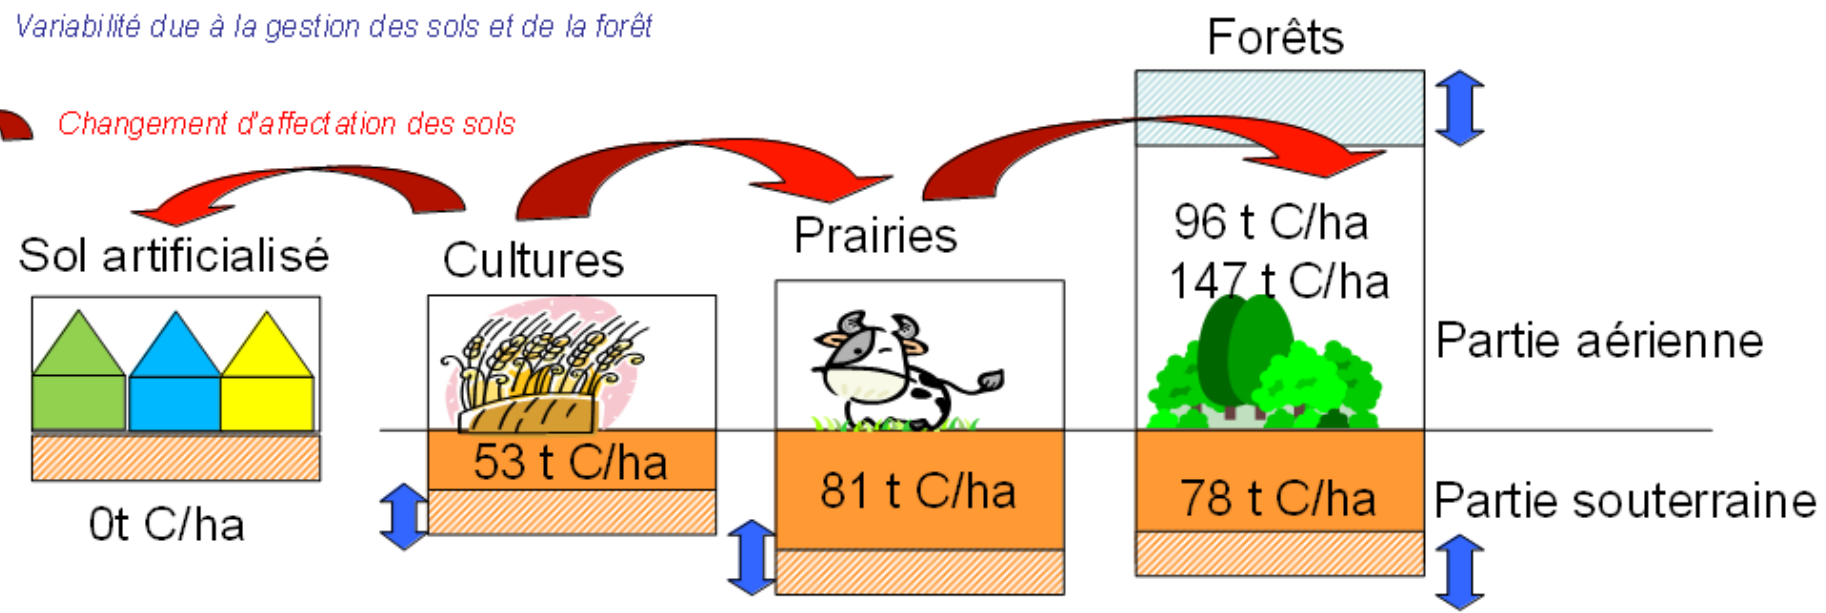 Variabilité due à la gestion des sols et de la forêt
Changement d'affectation des sols
Forêts
Sol artificialisé
Cultures
Prairies
96 t C/ha
147 t C/ha
Partie aérienne
53 t C/ha
81 t C/ha
78 t C/ha
Partie souterraine
0t C/ha